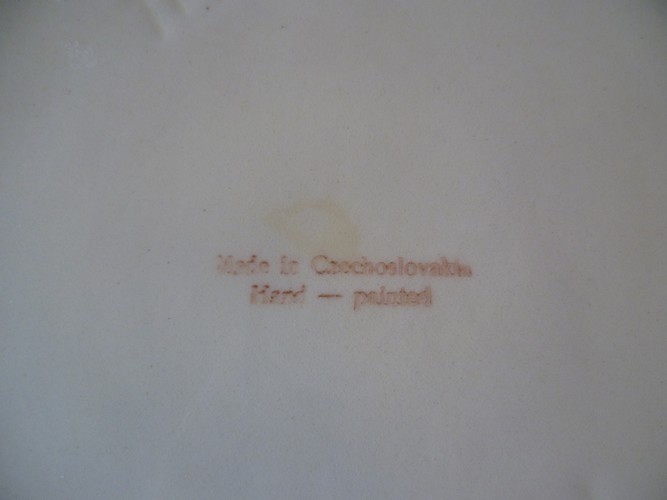 Made in Czechoslovakia
Hand — painted